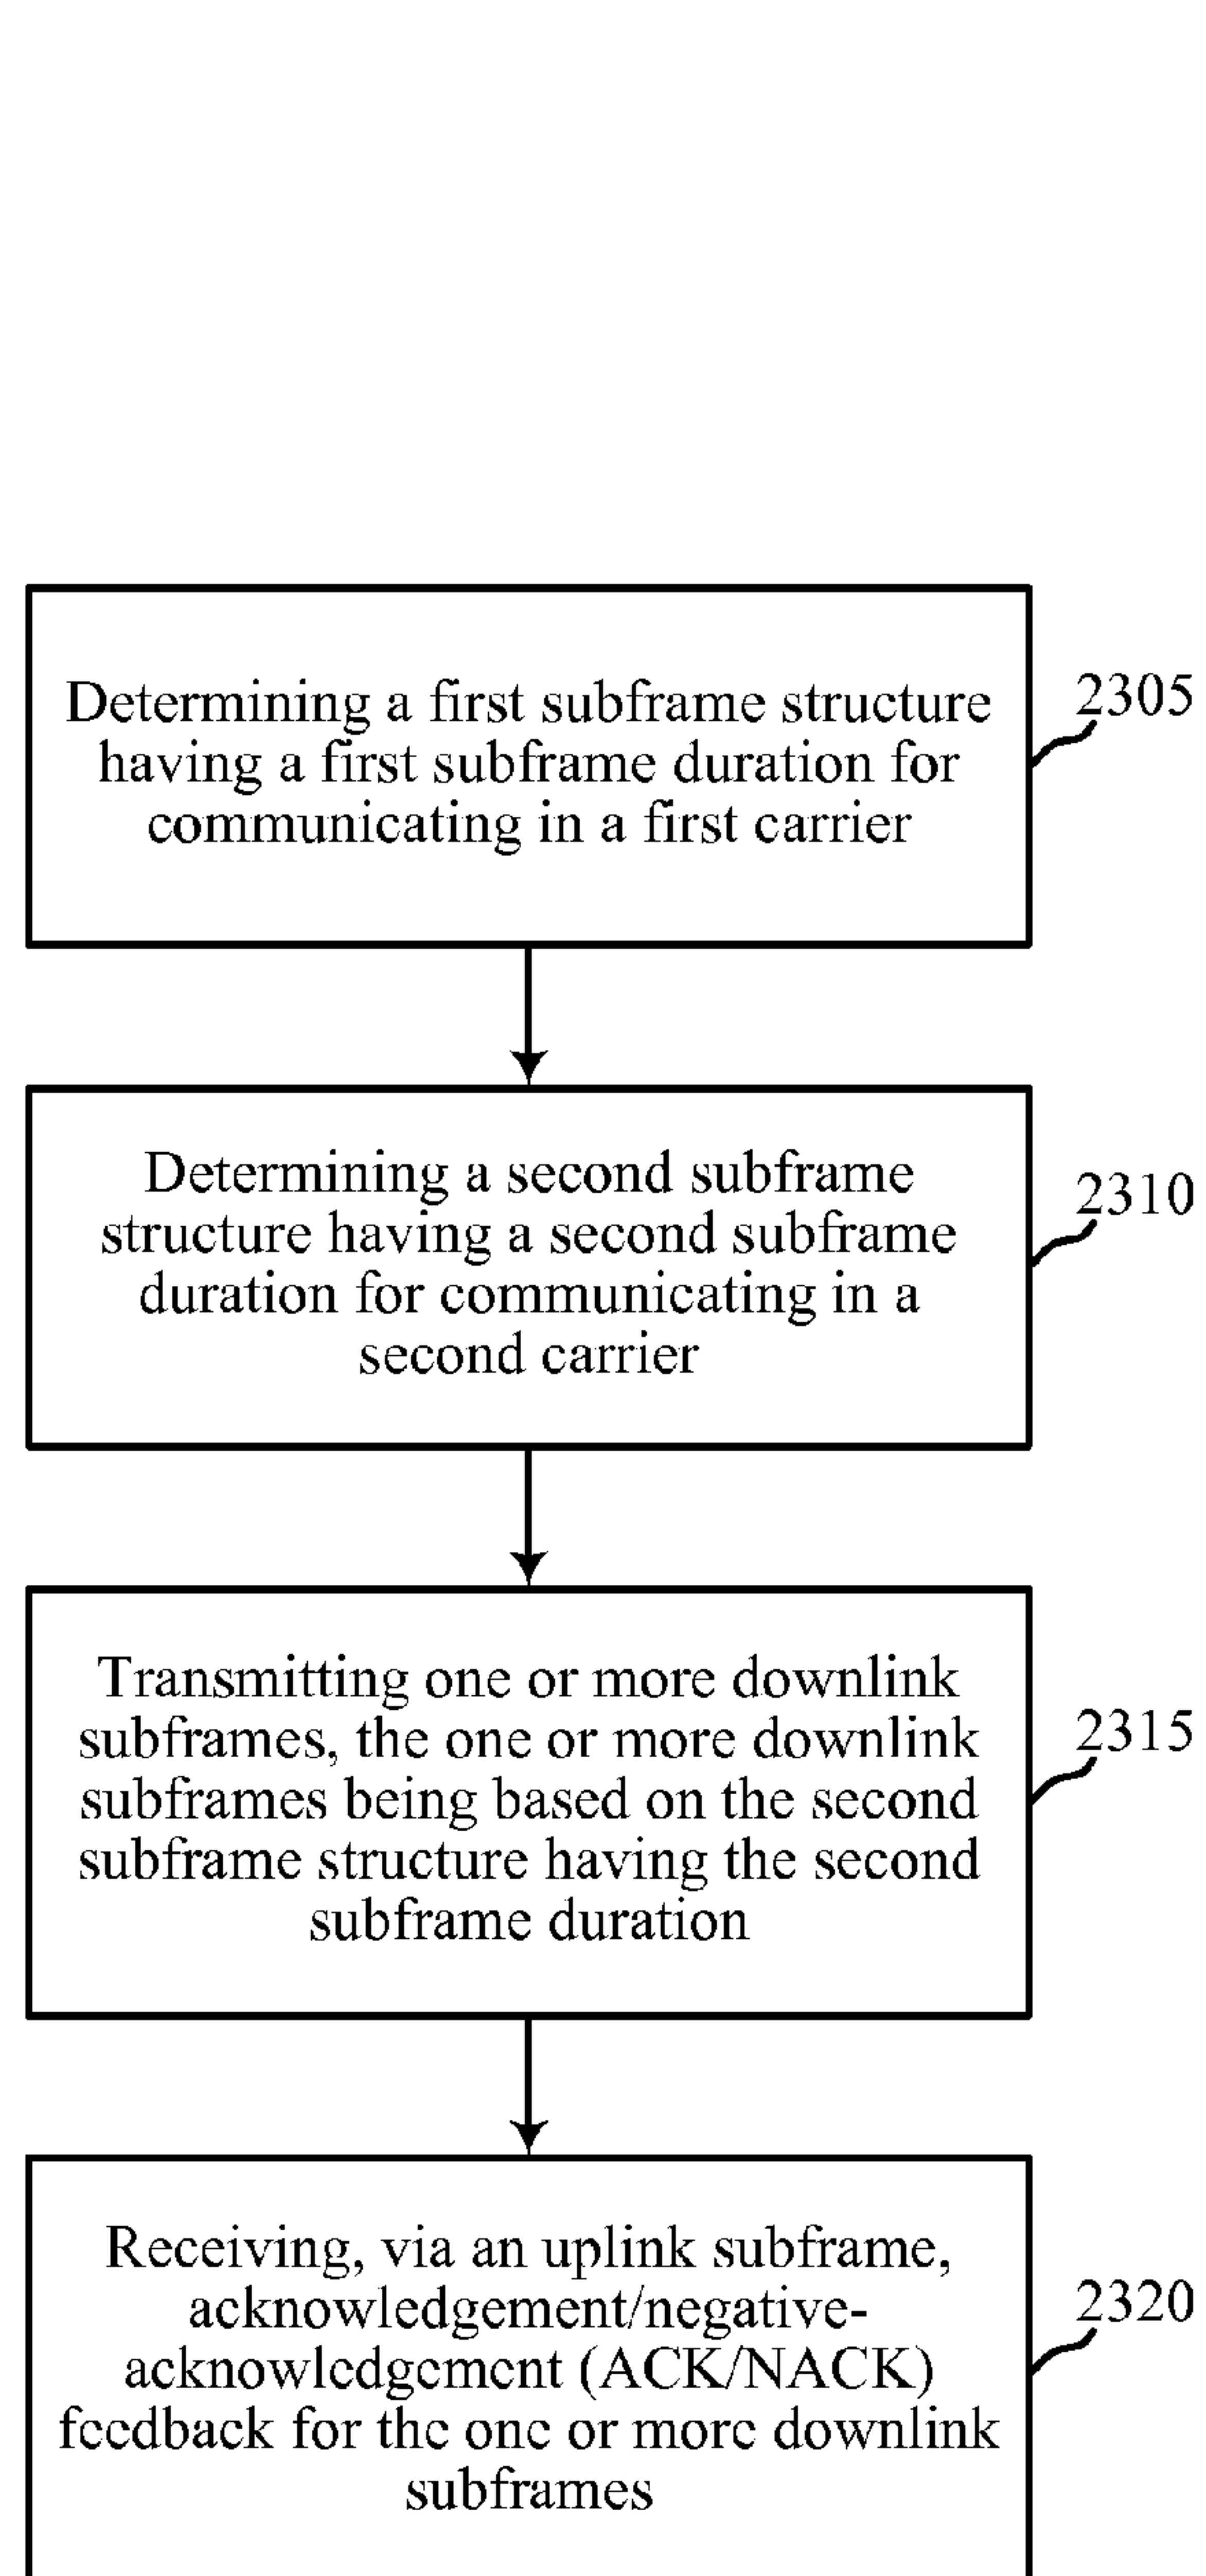 Determining a first subframe structure
having a first subframe duration for
communicating in a first carrier
2305
Determining a second subframe
structure having a second subframe
duration for communicating in a
second carrier
2310
Transmitting one or more downlink
subframes, the one or more downlink
subframes being based on the second
subframe structure having the second
subframe duration
2315
Receiving, via an uplink subframe,
acknowledgement/negative-
acknowledgement (ACK/NACK)
feedback for the one or more downlink
subframes
2320